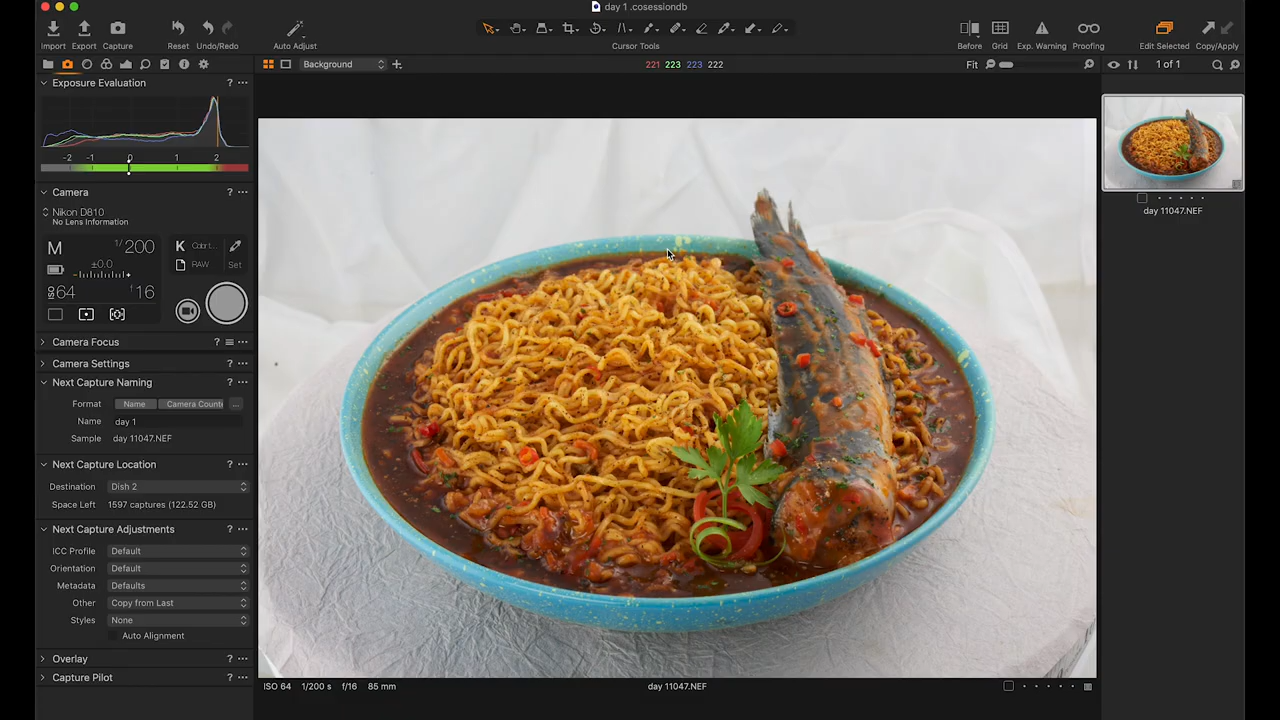 day 1 .cosessiondb
Import Export Capture Reset Undo/Redo Auto Adjust Cursor Tools Before Grid Exp. Warning Proofing Edit Selected Copy/Apply
Background 221 223 223 222 Fit 1 of 1
Exposure Evaluation ? ...
-2 -1 0 1 2
Camera ? ...
Nikon D810
No Lens Information
M 1/200 K
±0.0 RAW Set
ISO 64 f 16
Camera Focus ? ...
Camera Settings ? ...
Next Capture Naming ? ...
Format Name Camera Count ...
Name day 1
Sample day 11047.NEF
Next Capture Location ? ...
Destination Dish 2
Space Left 1597 captures (122.52 GB)
Next Capture Adjustments ? ...
ICC Profile Default
Orientation Default
Metadata Defaults
Other Copy from Last
Styles None
Auto Alignment
Overlay ? ...
Capture Pilot ? ...
ISO 64 1/200 s f/16 85 mm day 11047.NEF
day 11047.NEF